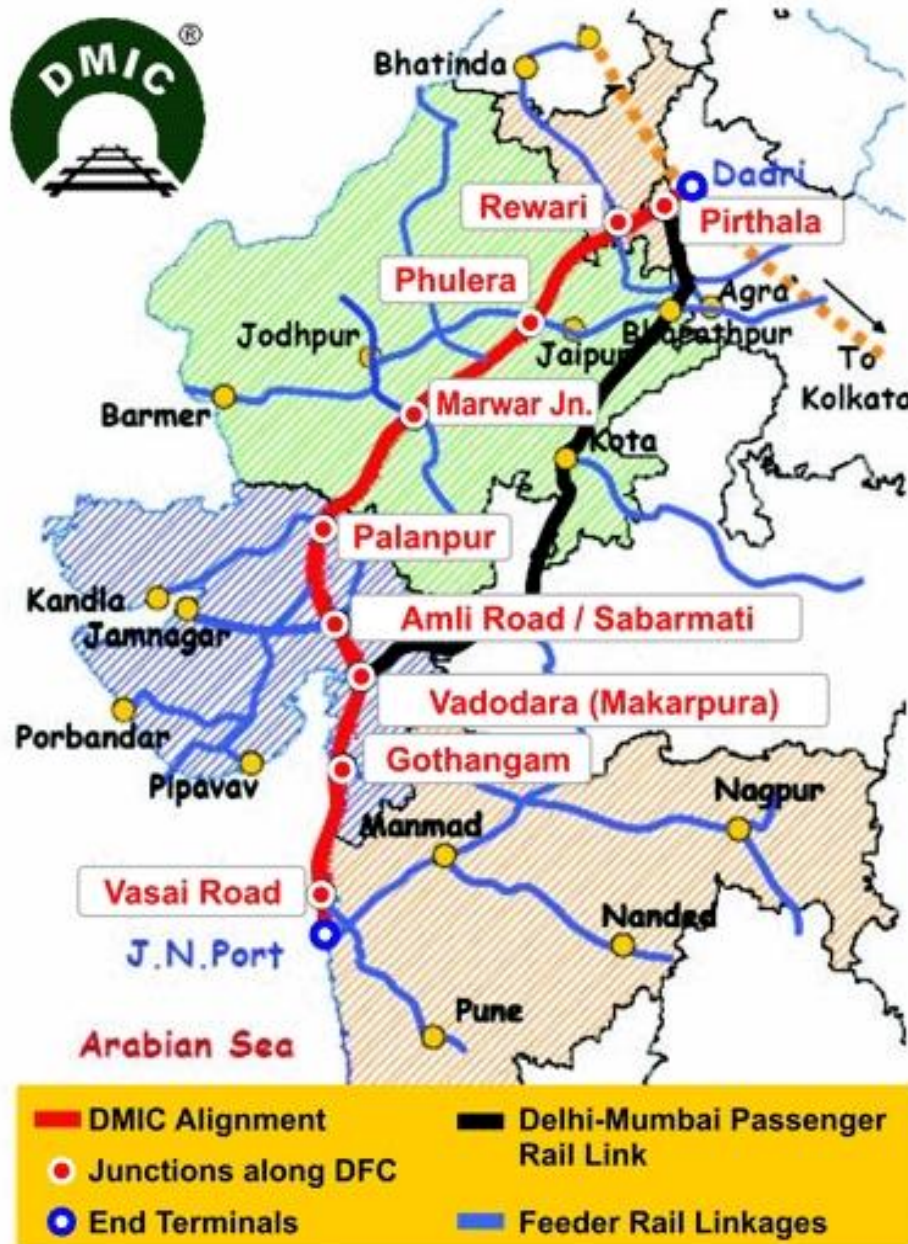 DMIC
®
Bhatinda
Dadri
Rewari
Pirthala
Phulera
Agra
Jodhpur
Jaipur
Bharathpur
To
Kolkata
Barmer
Marwar Jn.
Kota
Palanpur
Kandla
Jamnagar
Amli Road / Sabarmati
Vadodara (Makarpura)
Porbandar
Pipavav
Gothangam
Nagpur
Manmad
Vasai Road
Nanded
J.N.Port
Pune
Arabian Sea
DMIC Alignment
Junctions along DFC
End Terminals
Delhi-Mumbai Passenger
Rail Link
Feeder Rail Linkages